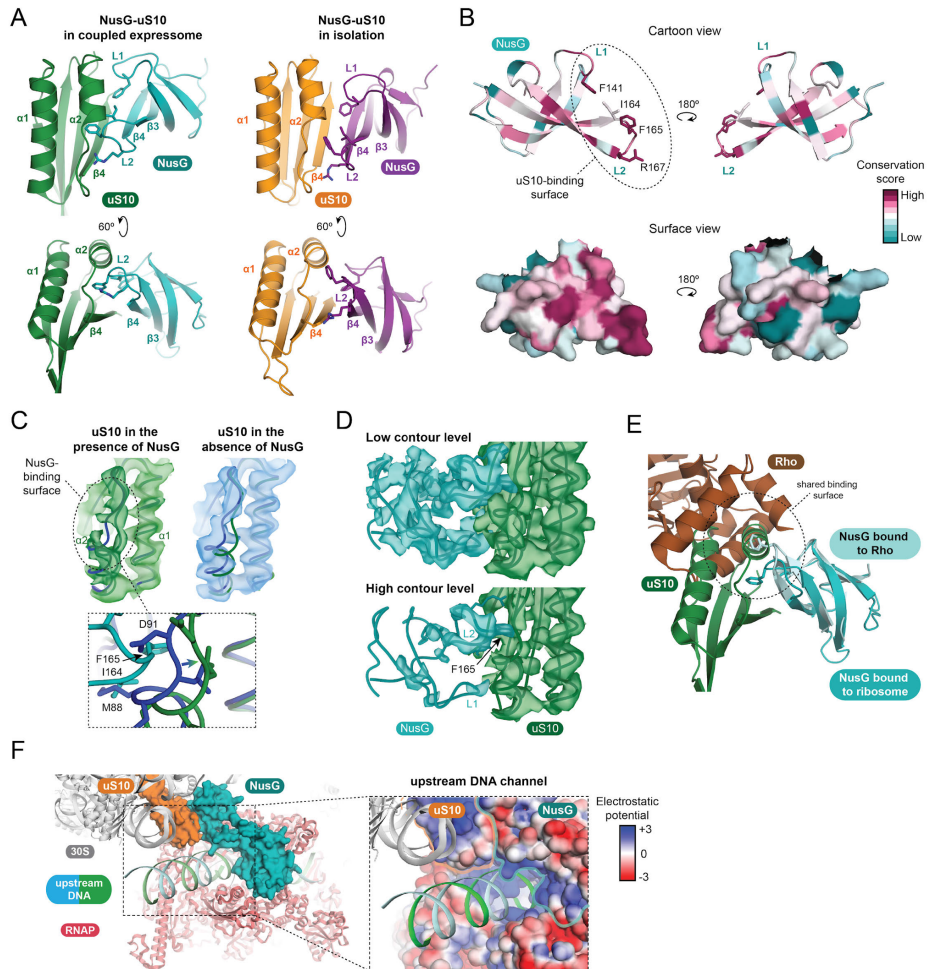 A
NusG-uS10
in coupled expressome
NusG-uS10
in isolation
L1
α1
α2
β4
β3
L2
β4
NusG
uS10
L1
α1
α2
β4
β3
L2
β4
NusG
uS10
60º
60º
α2
α1
L2
β4
β3
α2
α1
L2
β4
β4
β3
B
Cartoon view
NusG
L1
F141
I164
F165
R167
L2
uS10-binding
surface
180º
L1
L2
Conservation
score
High
Low
Surface view
180º
C
uS10 in the
presence of NusG
uS10 in the
absence of NusG
NusG-
binding
surface
α2
α1
D91
F165
I164
M88
D
Low contour level
High contour level
L2
F165
L1
NusG
uS10
E
Rho
shared binding
surface
NusG bound
to Rho
uS10
NusG bound
to ribosome
F
uS10
NusG
30S
upstream
DNA
RNAP
upstream DNA channel
uS10
NusG
Electrostatic
potential
+3
0
-3